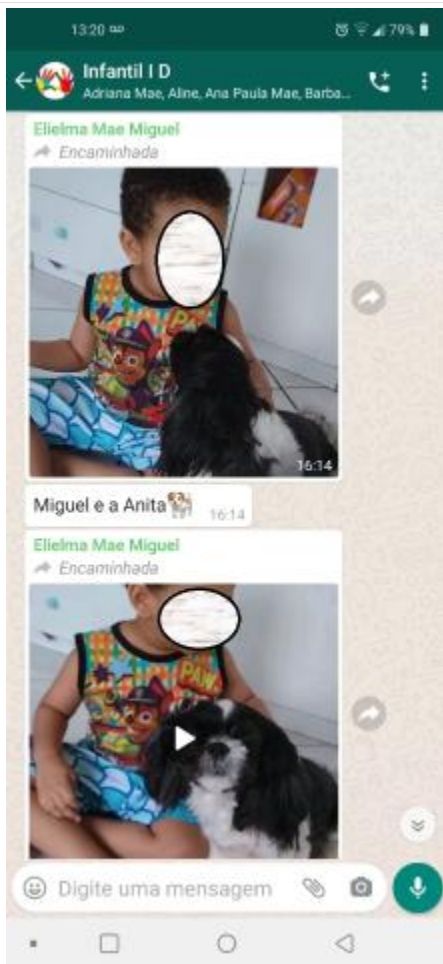 13:20
79%
Infantil I D
Adriana Mae, Aline, Ana Paula Mae, Barba...
Elielma Mae Miguel
Encaminhada
16:14
Miguel e a Anita
16:14
Elielma Mae Miguel
Encaminhada
PAW
Digite uma mensagem